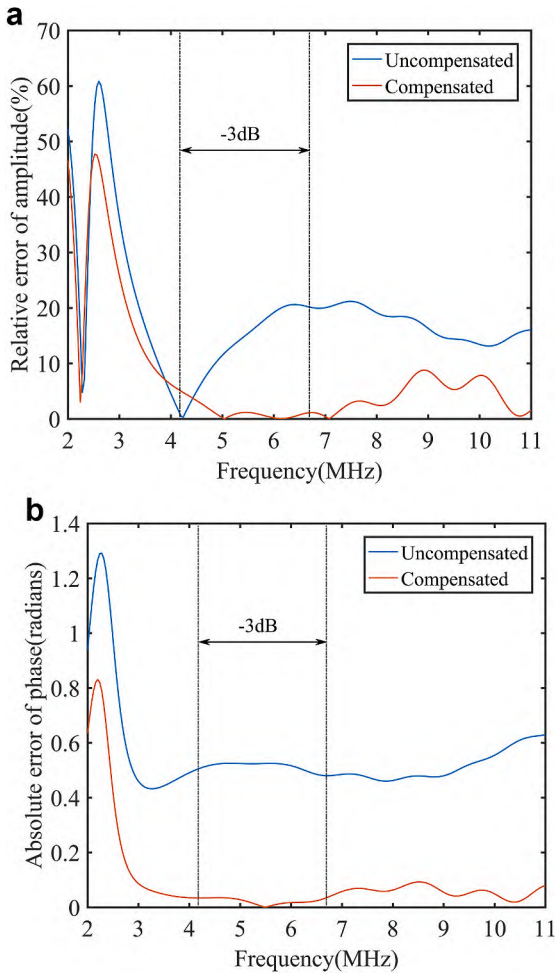 a
70
60
50
40
30
20
10
0
Relative error of amplitude(%)
Uncompensated
Compensated
-3dB
2 3 4 5 6 7 8 9 10 11
Frequency(MHz)
b
1.4
1.2
1
0.8
0.6
0.4
0.2
0
Absolute error of phase(radians)
Uncompensated
Compensated
-3dB
2 3 4 5 6 7 8 9 10 11
Frequency(MHz)